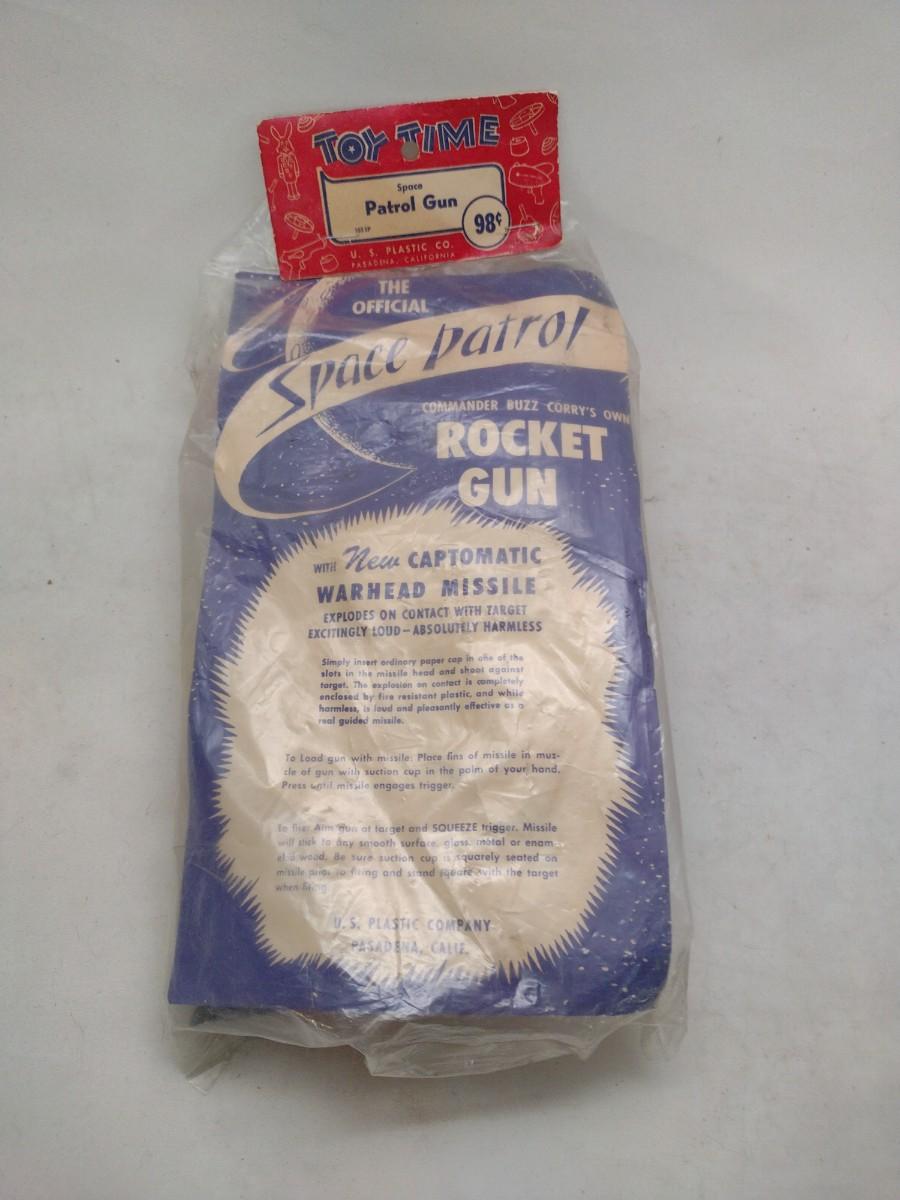 TOY TIME
Space
Patrol Gun
98¢
U. S. PLASTIC CO.
PASADENA, CALIFORNIA
THE
OFFICIAL
Space Patrol
COMMANDER BUZZ CORRY'S OWN
ROCKET
GUN
WITH New CAPTOMATIC
WARHEAD MISSILE
EXPLODES ON CONTACT WITH TARGET
EXCITINGLY LOUD—ABSOLUTELY HARMLESS
Simply insert ordinary paper cap in one of the
slots in the missile head and shoot against
target. The explosion on contact is completely
enclosed by fire resistant plastic, and while
harmless, is loud and pleasantly effective as a
real guided missile.
To Load gun with missile: Place fins of missile in muz-
zle of gun with suction cup in the palm of your hand.
Press until missile engages trigger.
To fire: Aim gun at target and SQUEEZE trigger. Missile
will stick to any smooth surface, glass, metal or enam-
eled wood. Be sure suction cup is squarely seated on
missile prior to firing and stand square with the target
when firing.
U. S. PLASTIC COMPANY
PASADENA, CALIF.